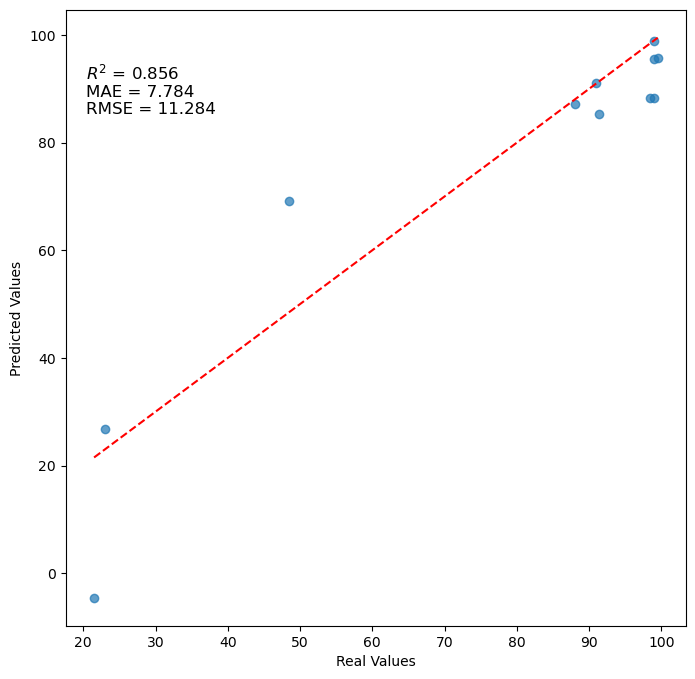 100
80
60
40
20
0
R² = 0.856
MAE = 7.784
RMSE = 11.284
Predicted Values
20 30 40 50 60 70 80 90 100
Real Values